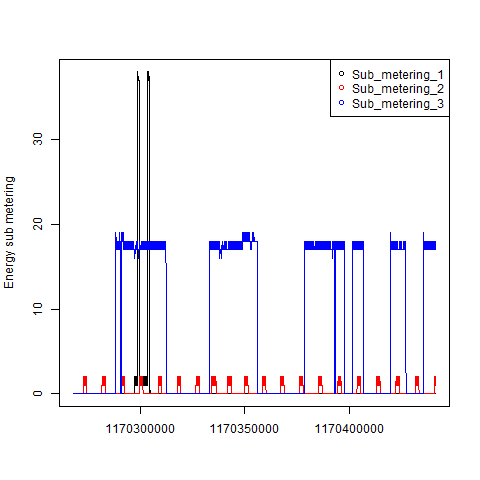 Sub_metering_1
Sub_metering_2
Sub_metering_3
Energy sub metering
30
20
10
0
1170300000 1170350000 1170400000